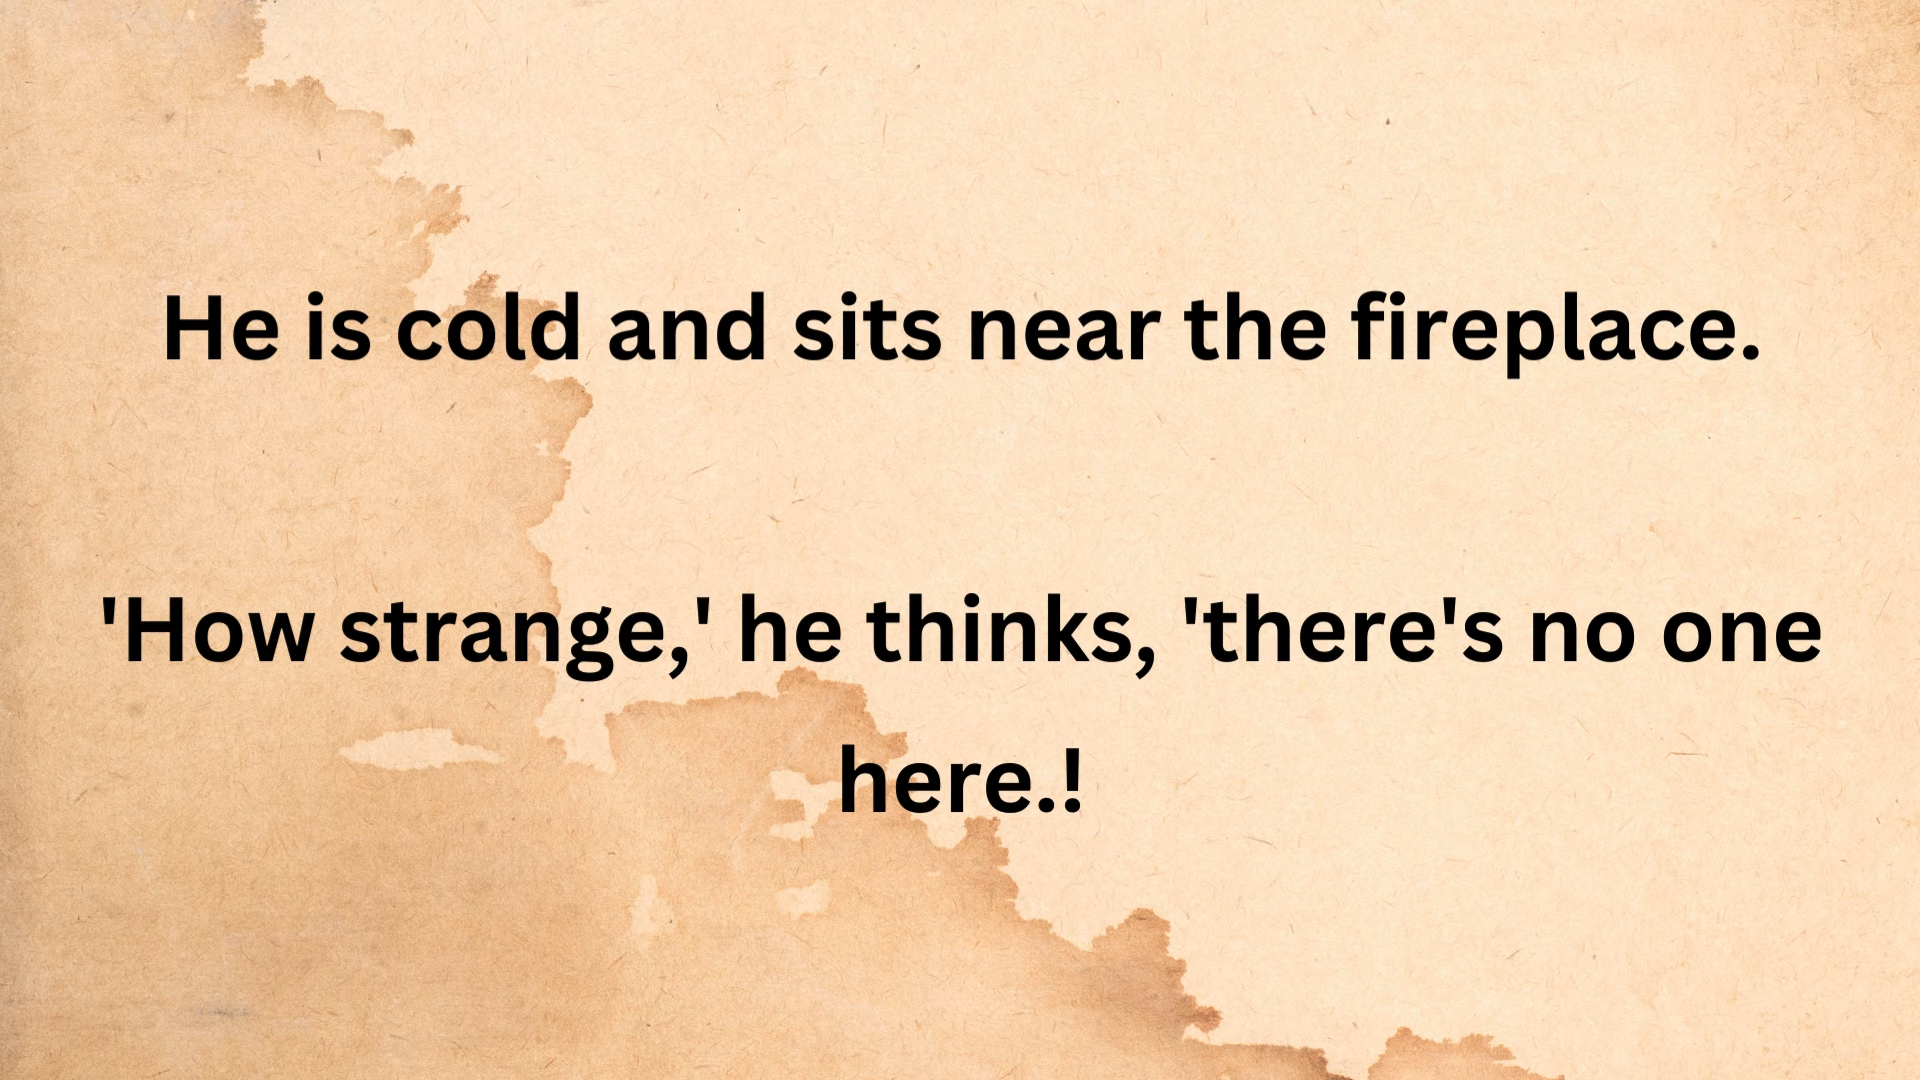 He is cold and sits near the fireplace.
'How strange,' he thinks, 'there's no one
here.!